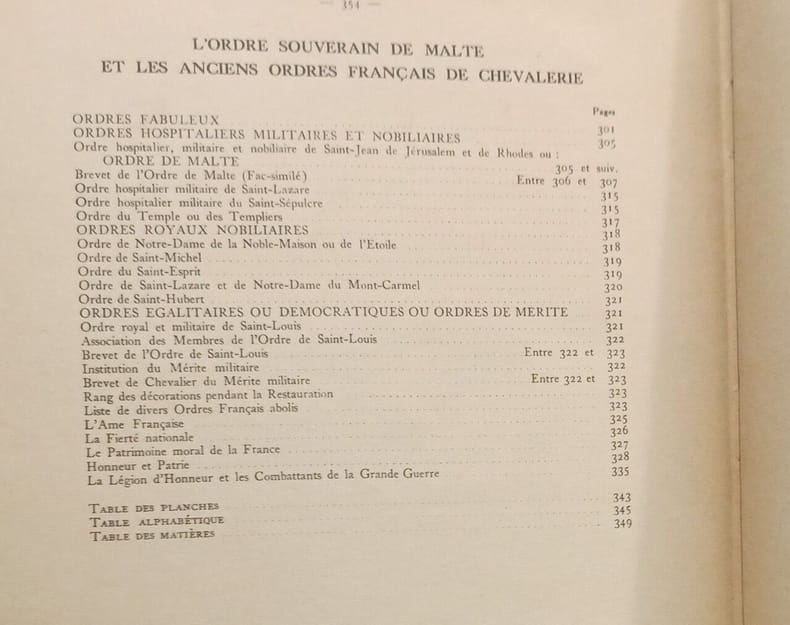 — 354 —
L'ORDRE SOUVERAIN DE MALTE
ET LES ANCIENS ORDRES FRANÇAIS DE CHEVALERIE
Pages
ORDRES FABULEUX 301
ORDRES HOSPITALIERS MILITAIRES ET NOBILIAIRES 305
Ordre hospitalier, militaire et nobiliaire de Saint-Jean de Jérusalem et de Rhodes ou :
ORDRE DE MALTE 305 et suiv.
Brevet de l'Ordre de Malte (Fac-similé) Entre 306 et 307
Ordre hospitalier militaire de Saint-Lazare 315
Ordre hospitalier militaire du Saint-Sépulcre 315
Ordre du Temple ou des Templiers 317
ORDRES ROYAUX NOBILIAIRES 318
Ordre de Notre-Dame de la Noble-Maison ou de l'Etoile 318
Ordre de Saint-Michel 319
Ordre du Saint-Esprit 319
Ordre de Saint-Lazare et de Notre-Dame du Mont-Carmel 320
Ordre de Saint-Hubert 321
ORDRES EGALITAIRES OU DEMOCRATIQUES OU ORDRES DE MERITE 321
Ordre royal et militaire de Saint-Louis 321
Association des Membres de l'Ordre de Saint-Louis 322
Brevet de l'Ordre de Saint-Louis Entre 322 et 323
Institution du Mérite militaire 322
Brevet de Chevalier du Mérite militaire Entre 322 et 323
Rang des décorations pendant la Restauration 323
Liste de divers Ordres Français abolis 323
L'Ame Française 325
La Fierté nationale 326
Le Patrimoine moral de la France 327
Honneur et Patrie 328
La Légion d'Honneur et les Combattants de la Grande Guerre 335
TABLE DES PLANCHES 343
TABLE ALPHABÉTIQUE 345
TABLE DES MATIÈRES 349